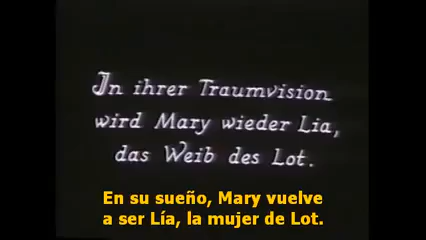 In ihrer Traumvision
wird Mary wieder Lia,
das Weib des Lot.
En su sueño, Mary vuelve
a ser Lía, la mujer de Lot.